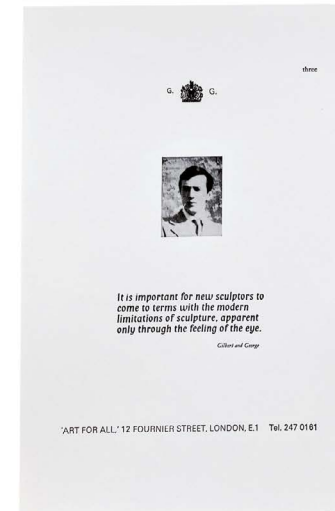 three
G. G.
It is important for new sculptors to
come to terms with the modern
limitations of sculpture, apparent
only through the feeling of the eye.
Gilbert and George
'ART FOR ALL,' 12 FOURNIER STREET, LONDON, E.1 Tel. 247 0161